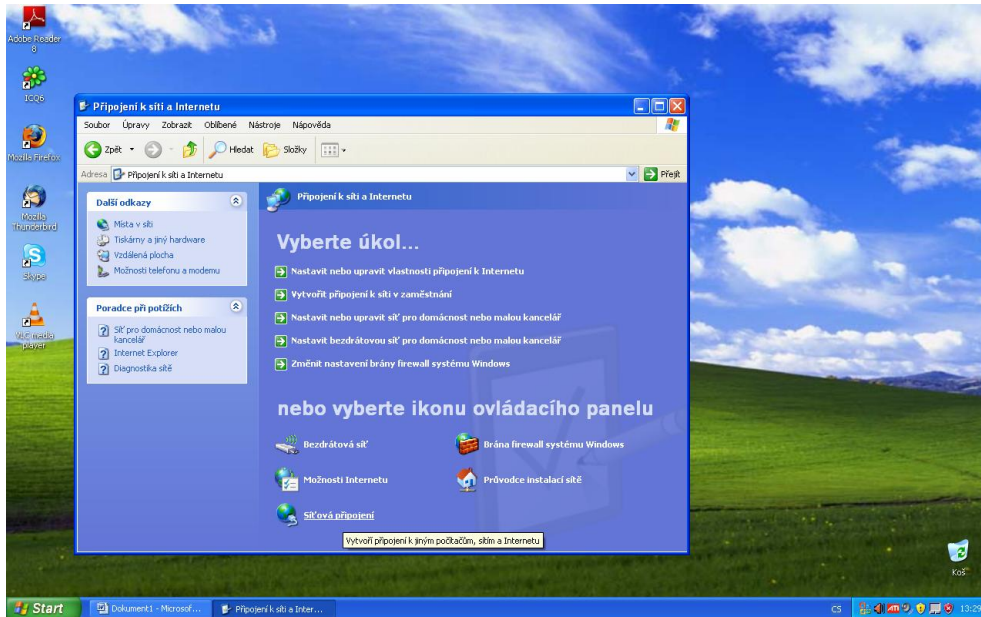 Adobe Reader
8
ICQ6
Mozilla Firefox
Mozilla
Thunderbird
Skype
VLC media
player
Připojení k síti a Internetu
Soubor Úpravy Zobrazit Oblíbené Nástroje Nápověda
Zpět Hledat Složky
Adresa Připojení k síti a Internetu Přejít
Další odkazy
Místa v síti
Tiskárny a jiný hardware
Vzdálená plocha
Možnosti telefonu a modemu
Poradce při potížích
Síť pro domácnost nebo malou
kancelář
Internet Explorer
Diagnostika sítě
Připojení k síti a Internetu
Vyberte úkol...
Nastavit nebo upravit vlastnosti připojení k Internetu
Vytvořit připojení k síti v zaměstnání
Nastavit nebo upravit síť pro domácnost nebo malou kancelář
Nastavit bezdrátovou síť pro domácnost nebo malou kancelář
Změnit nastavení brány firewall systému Windows
nebo vyberte ikonu ovládacího panelu
Bezdrátová síť Brána firewall systému Windows
Možnosti Internetu Průvodce instalací sítě
Síťová připojení
Vytvoří připojení k jiným počítačům, sítím a Internetu
Koš
Start Dokument1 - Microsof... Připojení k síti a Inter... CS ATI 13:29